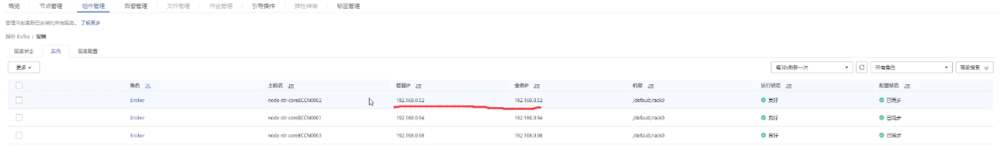 概览 节点管理 组件管理 告警管理 文件管理 作业管理 引导操作 弹性伸缩 标签管理
管理当前集群已安装的所有服务。 了解更多
服务 Kafka / 实例
服务状态 实例 服务配置
更多 每30s刷新一次 所有角色 高级搜索
角色 主机名 管理IP 业务IP 机架 运行状态 配置状态
Broker node-str-coreBCCN0002 192.168.0.52 192.168.0.52 /default/rack0 良好 已同步
Broker node-str-coreBCCN0001 192.168.0.94 192.168.0.94 /default/rack0 良好 已同步
Broker node-str-coreBCCN0003 192.168.0.98 192.168.0.98 /default/rack0 良好 已同步